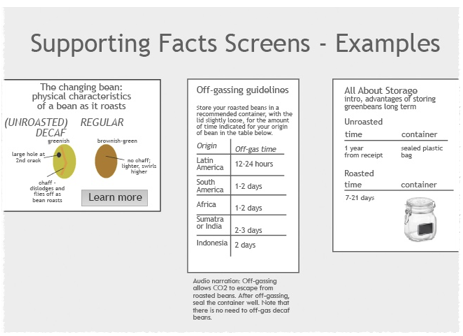 Supporting Facts Screens - Examples
The changing bean:
physical characteristics
of a bean as it roasts
(UNROASTED) REGULAR
DECAF
greenish
brownish-green
large hole at
2nd crack
no chaff;
lighter, swirls
higher
chaff -
dislodges and
flies off as
bean roasts
Learn more
Off-gassing guidelines
Store your roasted beans in a
recommended container, with the
lid slightly loose, for the amount
of time indicated for your origin
of bean in the table below.
Origin Off-gas time
Latin
America 12-24 hours
South
America 1-2 days
Africa 1-2 days
Sumatra
or India 2-3 days
Indonesia 2 days
Audio narration: Off-gassing
allows CO2 to escape from
roasted beans. After off-gassing,
seal the container well. Note that
there is no need to off-gas decaf
beans.
All About Storage
intro, advantages of storing
greenbeans long term
Unroasted
time container
1 year sealed plastic
from receipt bag
Roasted
time container
7-21 days